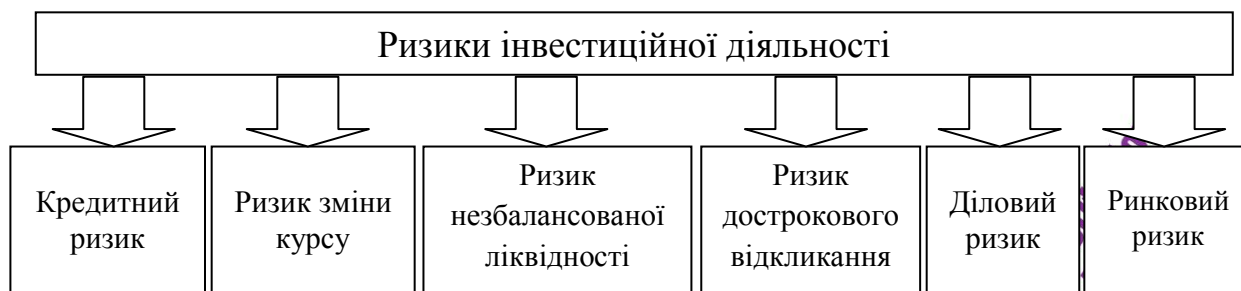 Ризики інвестиційної діяльності
Кредитний
ризик
Ризик зміни
курсу
Ризик
незбалансованої
ліквідності
Ризик
дострокового
відкликання
Діловий
ризик
Ринковий
ризик